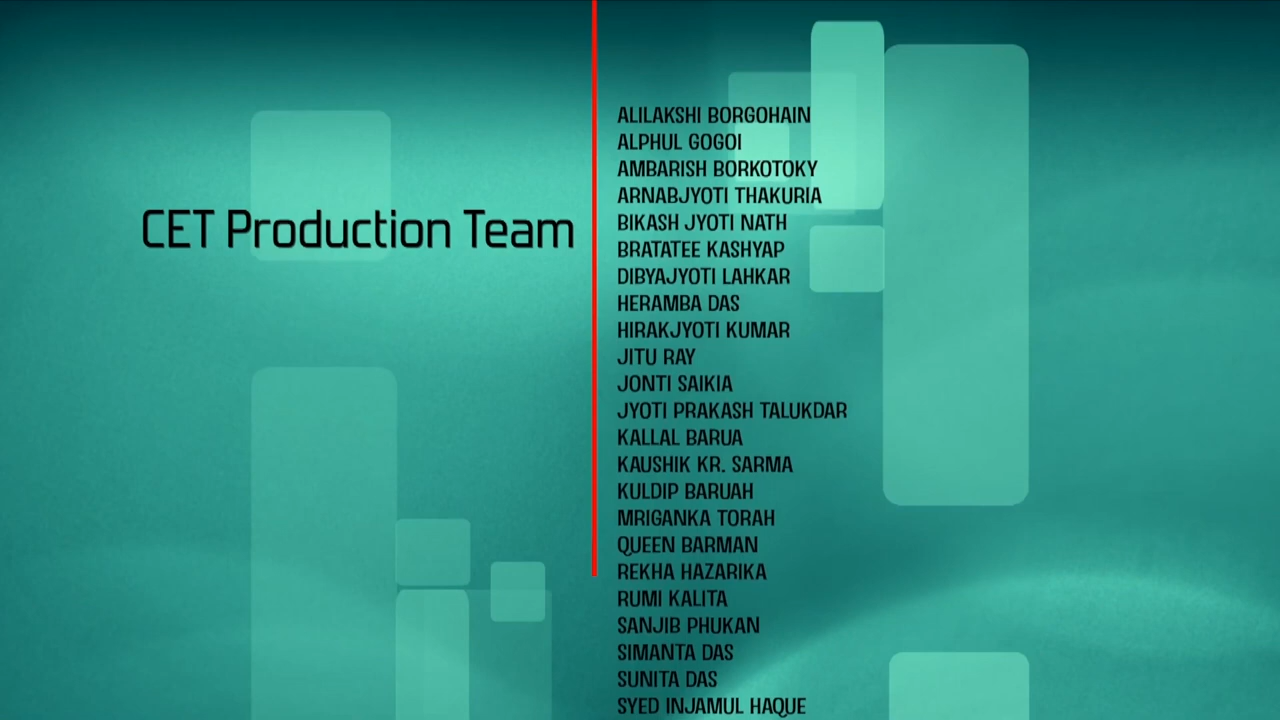 CET Production Team
ALILAKSHI BORGOHAIN
ALPHUL GOGOI
AMBARISH BORKOTOKY
ARNABJYOTI THAKURIA
BIKASH JYOTI NATH
BRATATEE KASHYAP
DIBYAJYOTI LAHKAR
HERAMBA DAS
HIRAKJYOTI KUMAR
JITU RAY
JONTI SAIKIA
JYOTI PRAKASH TALUKDAR
KALLAL BARUA
KAUSHIK KR. SARMA
KULDIP BARUAH
MRIGANKA TORAH
QUEEN BARMAN
REKHA HAZARIKA
RUMI KALITA
SANJIB PHUKAN
SIMANTA DAS
SUNITA DAS
SYED INJAMUL HAQUE